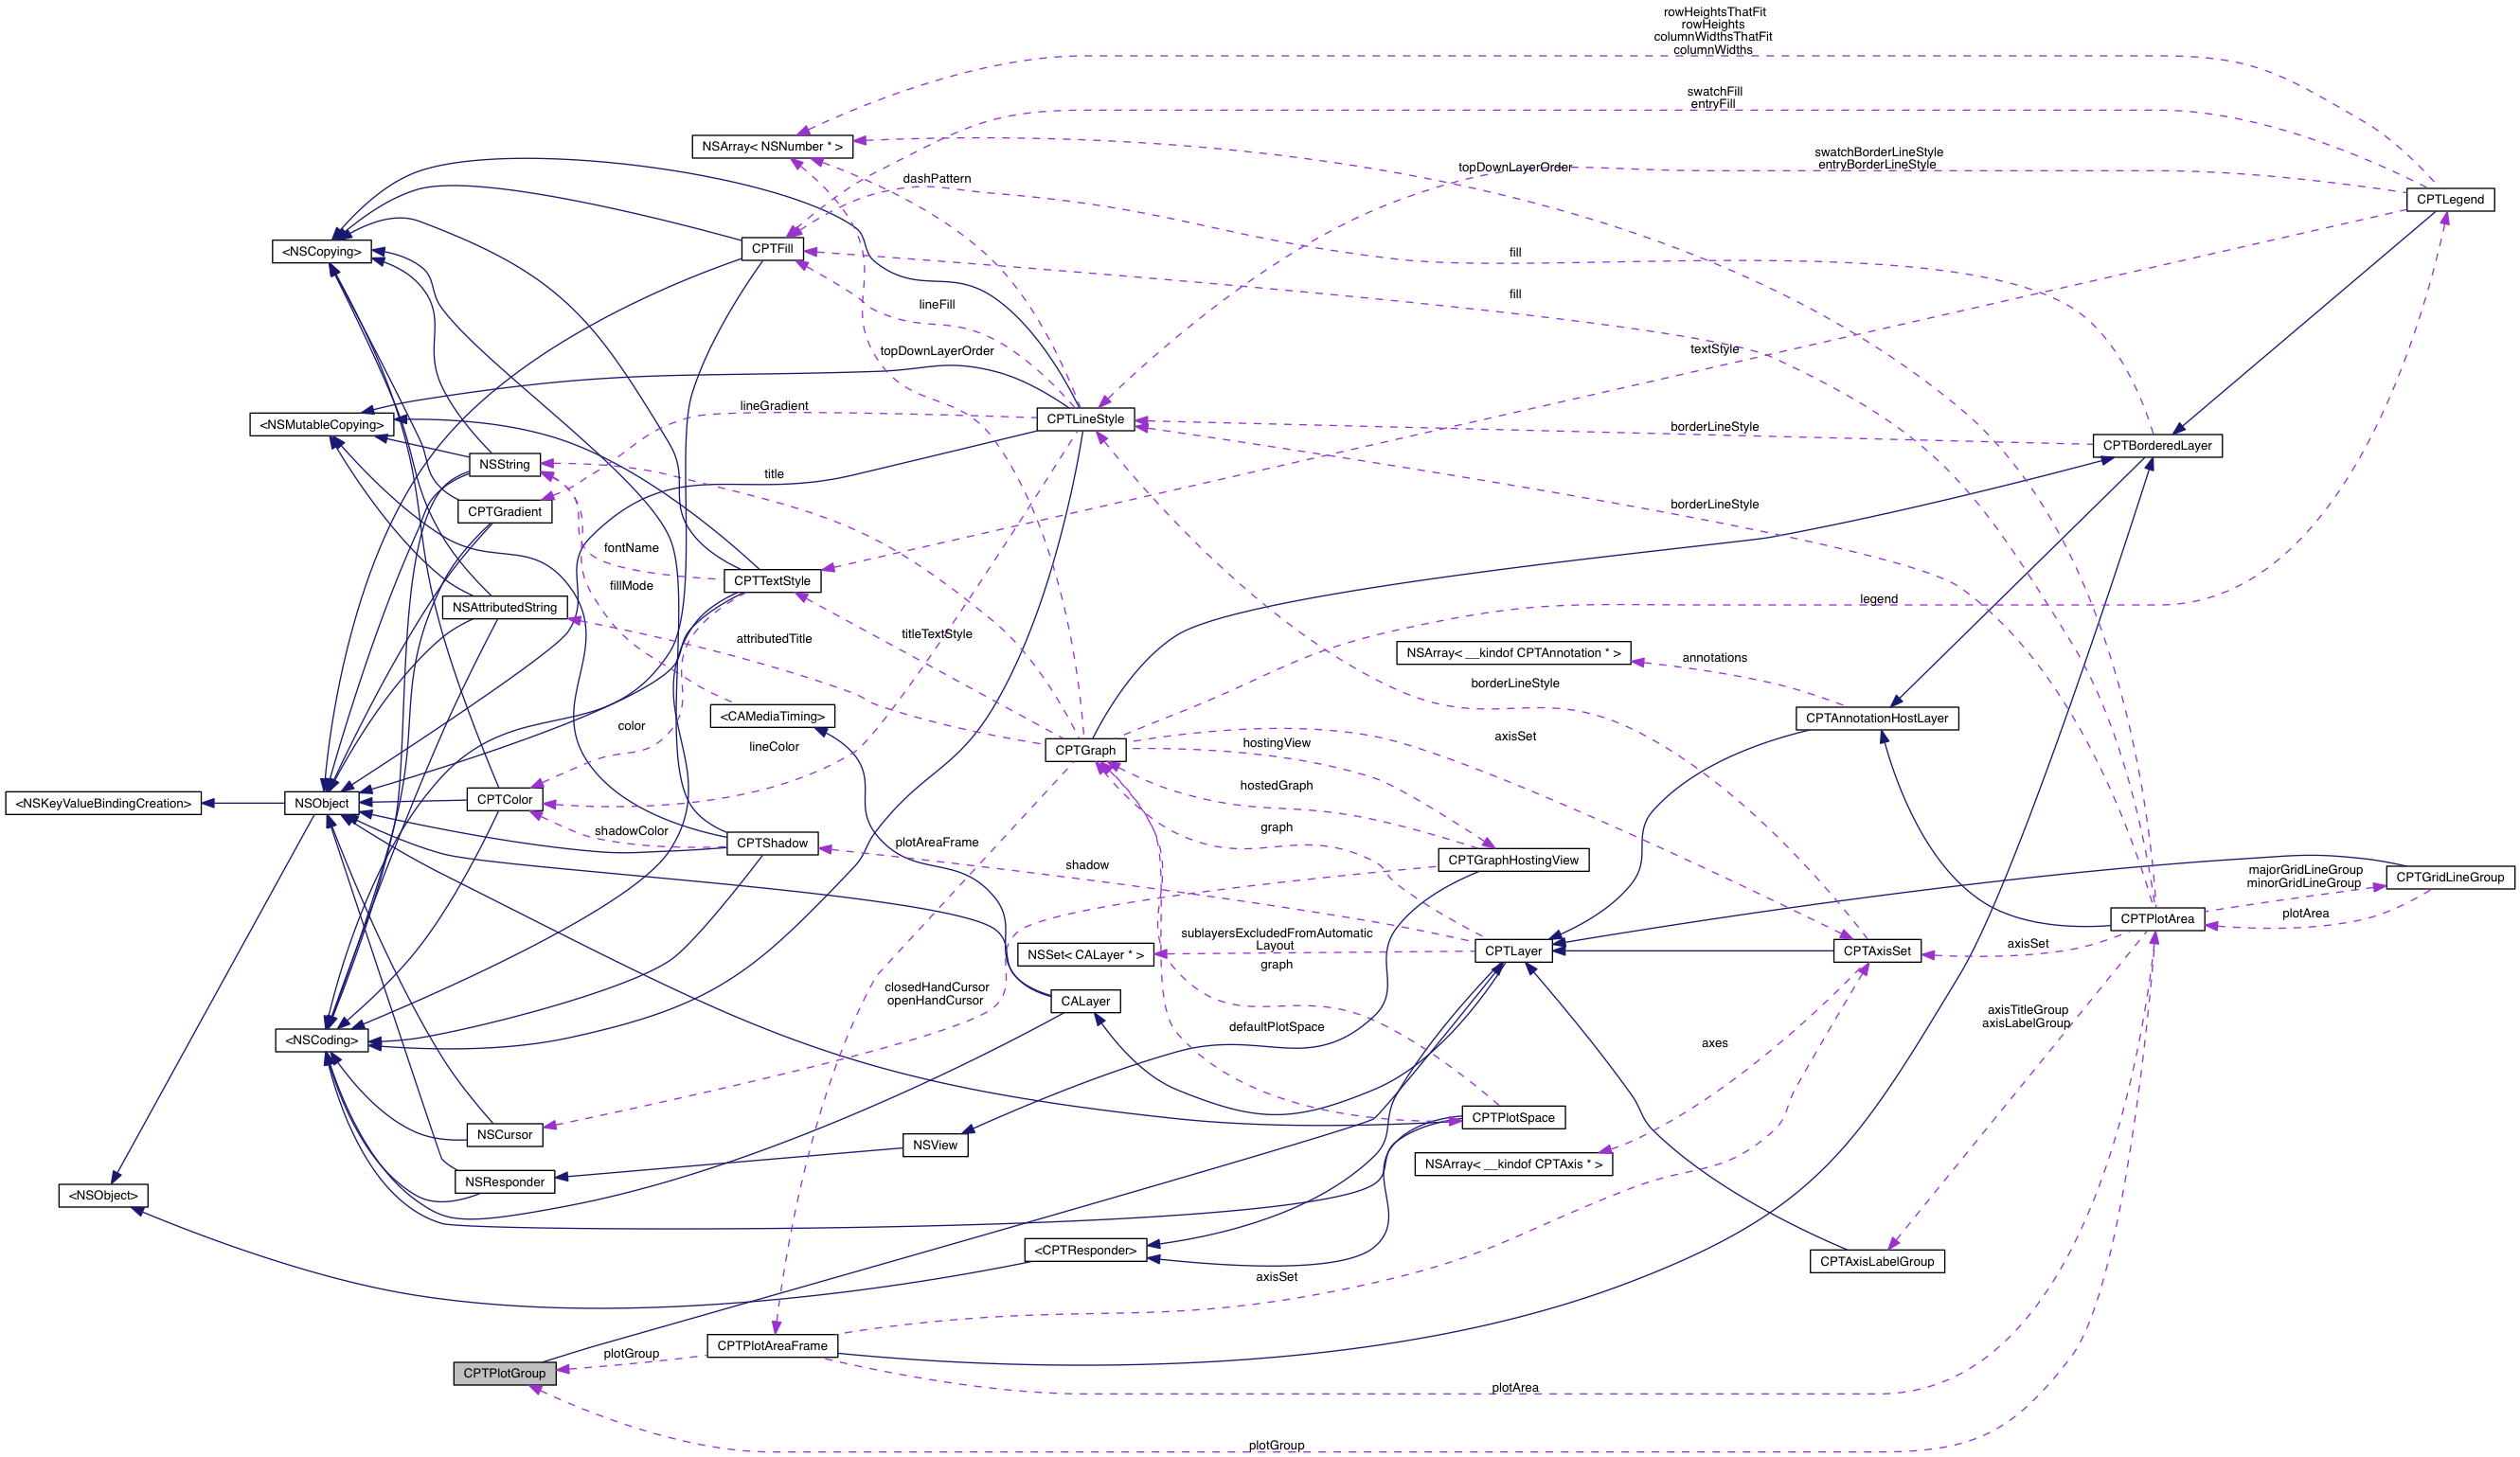 rowHeightsThatFit
rowHeights
columnWidthsThatFit
columnWidths
swatchFill
entryFill
NSArray< NSNumber * >
swatchBorderLineStyle
entryBorderLineStyle
topDownLayerOrder
dashPattern
CPTLegend
<NSCopying>
CPTFill
fill
fill
lineFill
topDownLayerOrder
textStyle
lineGradient
<NSMutableCopying>
CPTLineStyle
borderLineStyle
CPTBorderedLayer
NSString
title
CPTGradient
borderLineStyle
fontName
CPTTextStyle
fillMode
NSAttributedString
legend
attributedTitle
titleTextStyle
NSArray< __kindof CPTAnnotation * >
annotations
borderLineStyle
<CAMediaTiming>
CPTAnnotationHostLayer
color
lineColor
CPTGraph
hostingView
axisSet
hostedGraph
<NSKeyValueBindingCreation>
NSObject
CPTColor
shadowColor
CPTShadow
plotAreaFrame
graph
shadow
CPTGraphHostingView
majorGridLineGroup
minorGridLineGroup
CPTGridLineGroup
plotArea
CPTPlotArea
sublayersExcludedFromAutomatic
Layout
NSSet< CALayer * >
graph
CPTLayer
CPTAxisSet
axisSet
closedHandCursor
openHandCursor
CALayer
axisTitleGroup
axisLabelGroup
defaultPlotSpace
<NSCoding>
axes
CPTPlotSpace
NSCursor
NSView
NSArray< __kindof CPTAxis * >
NSResponder
<NSObject>
<CPTResponder>
CPTAxisLabelGroup
axisSet
CPTPlotAreaFrame
plotGroup
CPTPlotGroup
plotArea
plotGroup